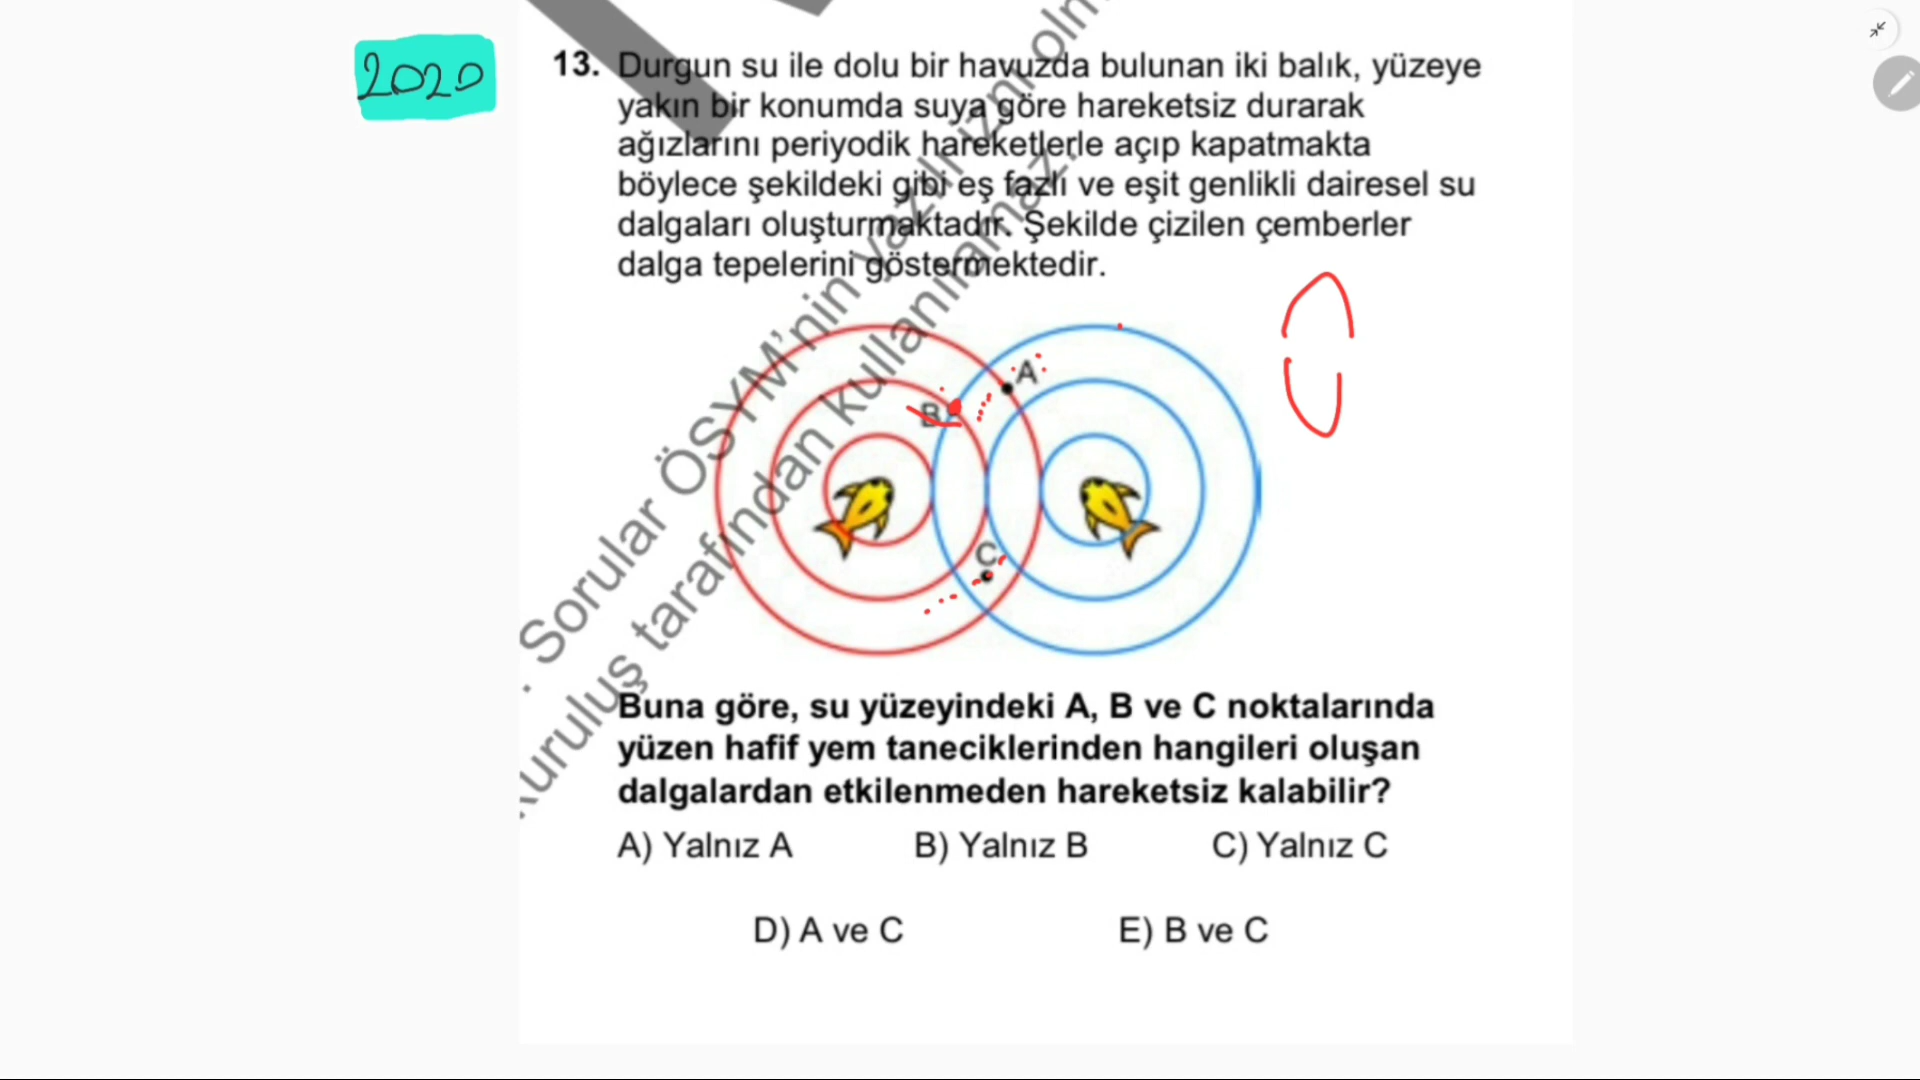 2020
13. Durgun su ile dolu bir havuzda bulunan iki balık, yüzeye
yakın bir konumda suya göre hareketsiz durarak
ağızlarını periyodik hareketlerle açıp kapatmakta
böylece şekildeki gibi eş fazlı ve eşit genlikli dairesel su
dalgaları oluşturmaktadır. Şekilde çizilen çemberler
dalga tepelerini göstermektedir.
A
B
C
Sorular ÖSYM'nin yazılı izni olm
kuruluş tarafından kullanılamaz.
Buna göre, su yüzeyindeki A, B ve C noktalarında
yüzen hafif yem taneciklerinden hangileri oluşan
dalgalardan etkilenmeden hareketsiz kalabilir?
A) Yalnız A B) Yalnız B C) Yalnız C
D) A ve C E) B ve C